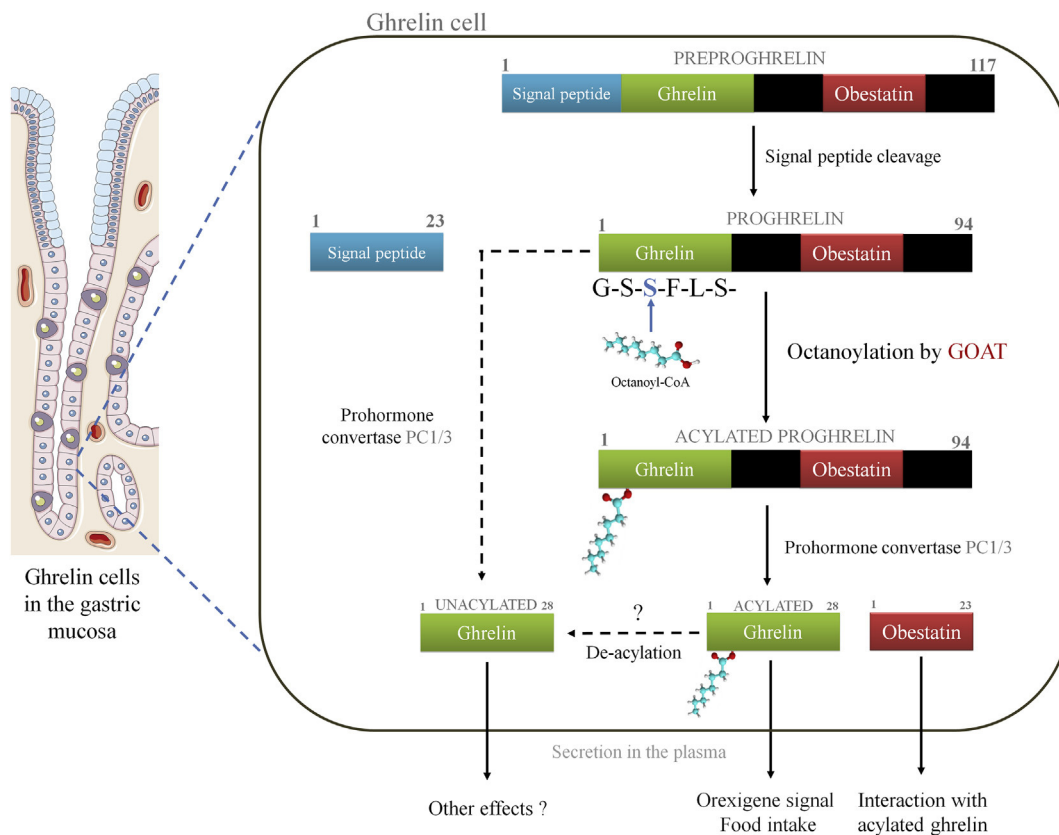 Ghrelin cell
PREPROGHRELIN
1 117
Signal peptide Ghrelin Obestatin
Signal peptide cleavage
1 23
Signal peptide
PROGHRELIN
1 94
Ghrelin Obestatin
G-S-S-F-L-S-
Octanoyl-CoA
Octanoylation by GOAT
Prohormone
convertase PC1/3
ACYLATED PROGHRELIN
1 94
Ghrelin Obestatin
Prohormone convertase PC1/3
Ghrelin cells
in the gastric
mucosa
1 UNACYLATED 28
Ghrelin
?
De-acylation
1 ACYLATED 28
Ghrelin
1 23
Obestatin
Secretion in the plasma
Other effects ?
Orexigene signal
Food intake
Interaction with
acylated ghrelin